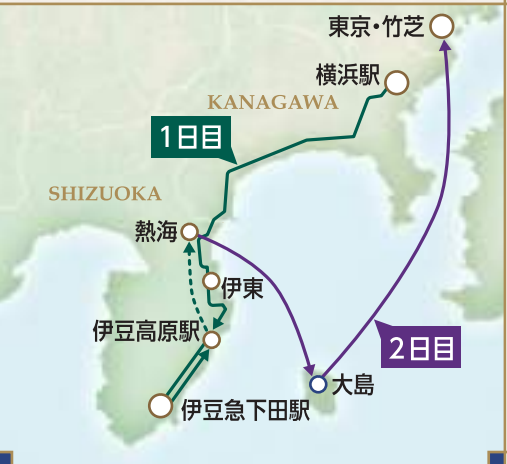 東京・竹芝
横浜駅
KANAGAWA
1日目
SHIZUOKA
熱海
伊東
伊豆高原駅
2日目
大島
伊豆急下田駅